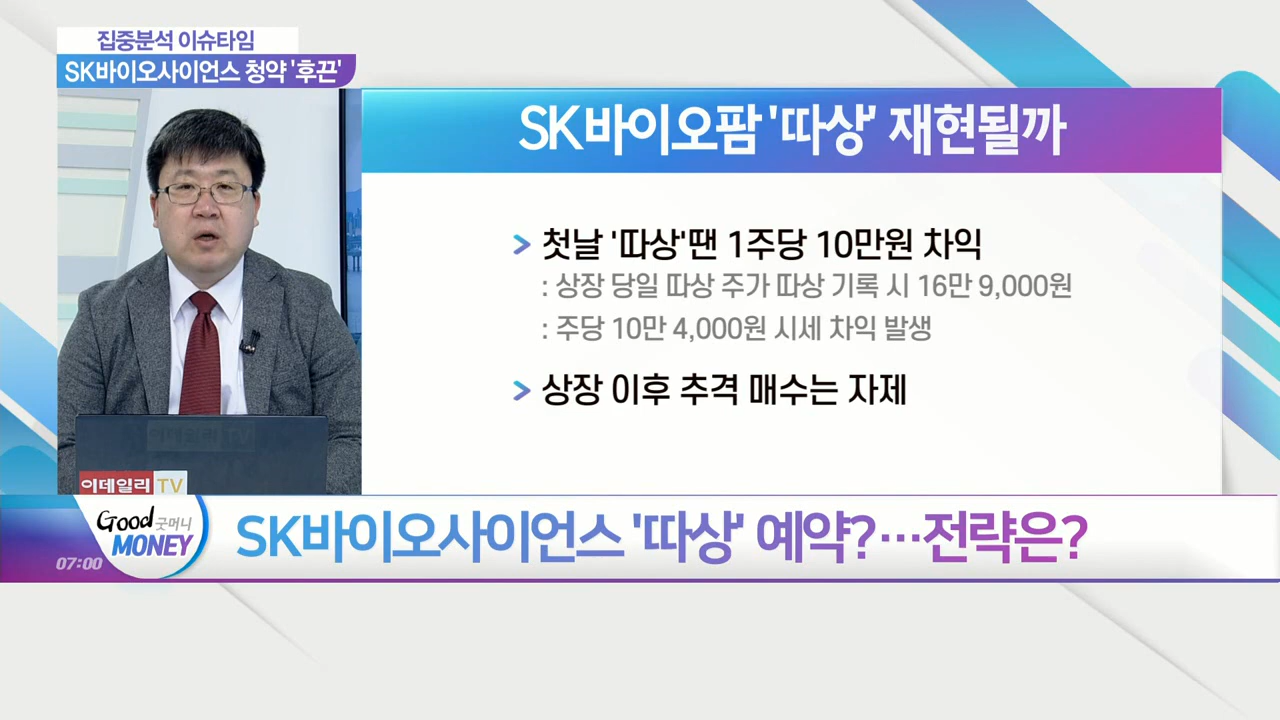 집중분석 이슈타임
SK바이오사이언스 청약 '후끈'
SK바이오팜 '따상' 재현될까
첫날 '따상'땐 1주당 10만원 차익
: 상장 당일 따상 주가 따상 기록 시 16만 9,000원
: 주당 10만 4,000원 시세 차익 발생
상장 이후 추격 매수는 자제
이데일리 TV
이데일리 TV
Good 굿머니
MONEY
07:00
SK바이오사이언스 '따상' 예약?…전략은?